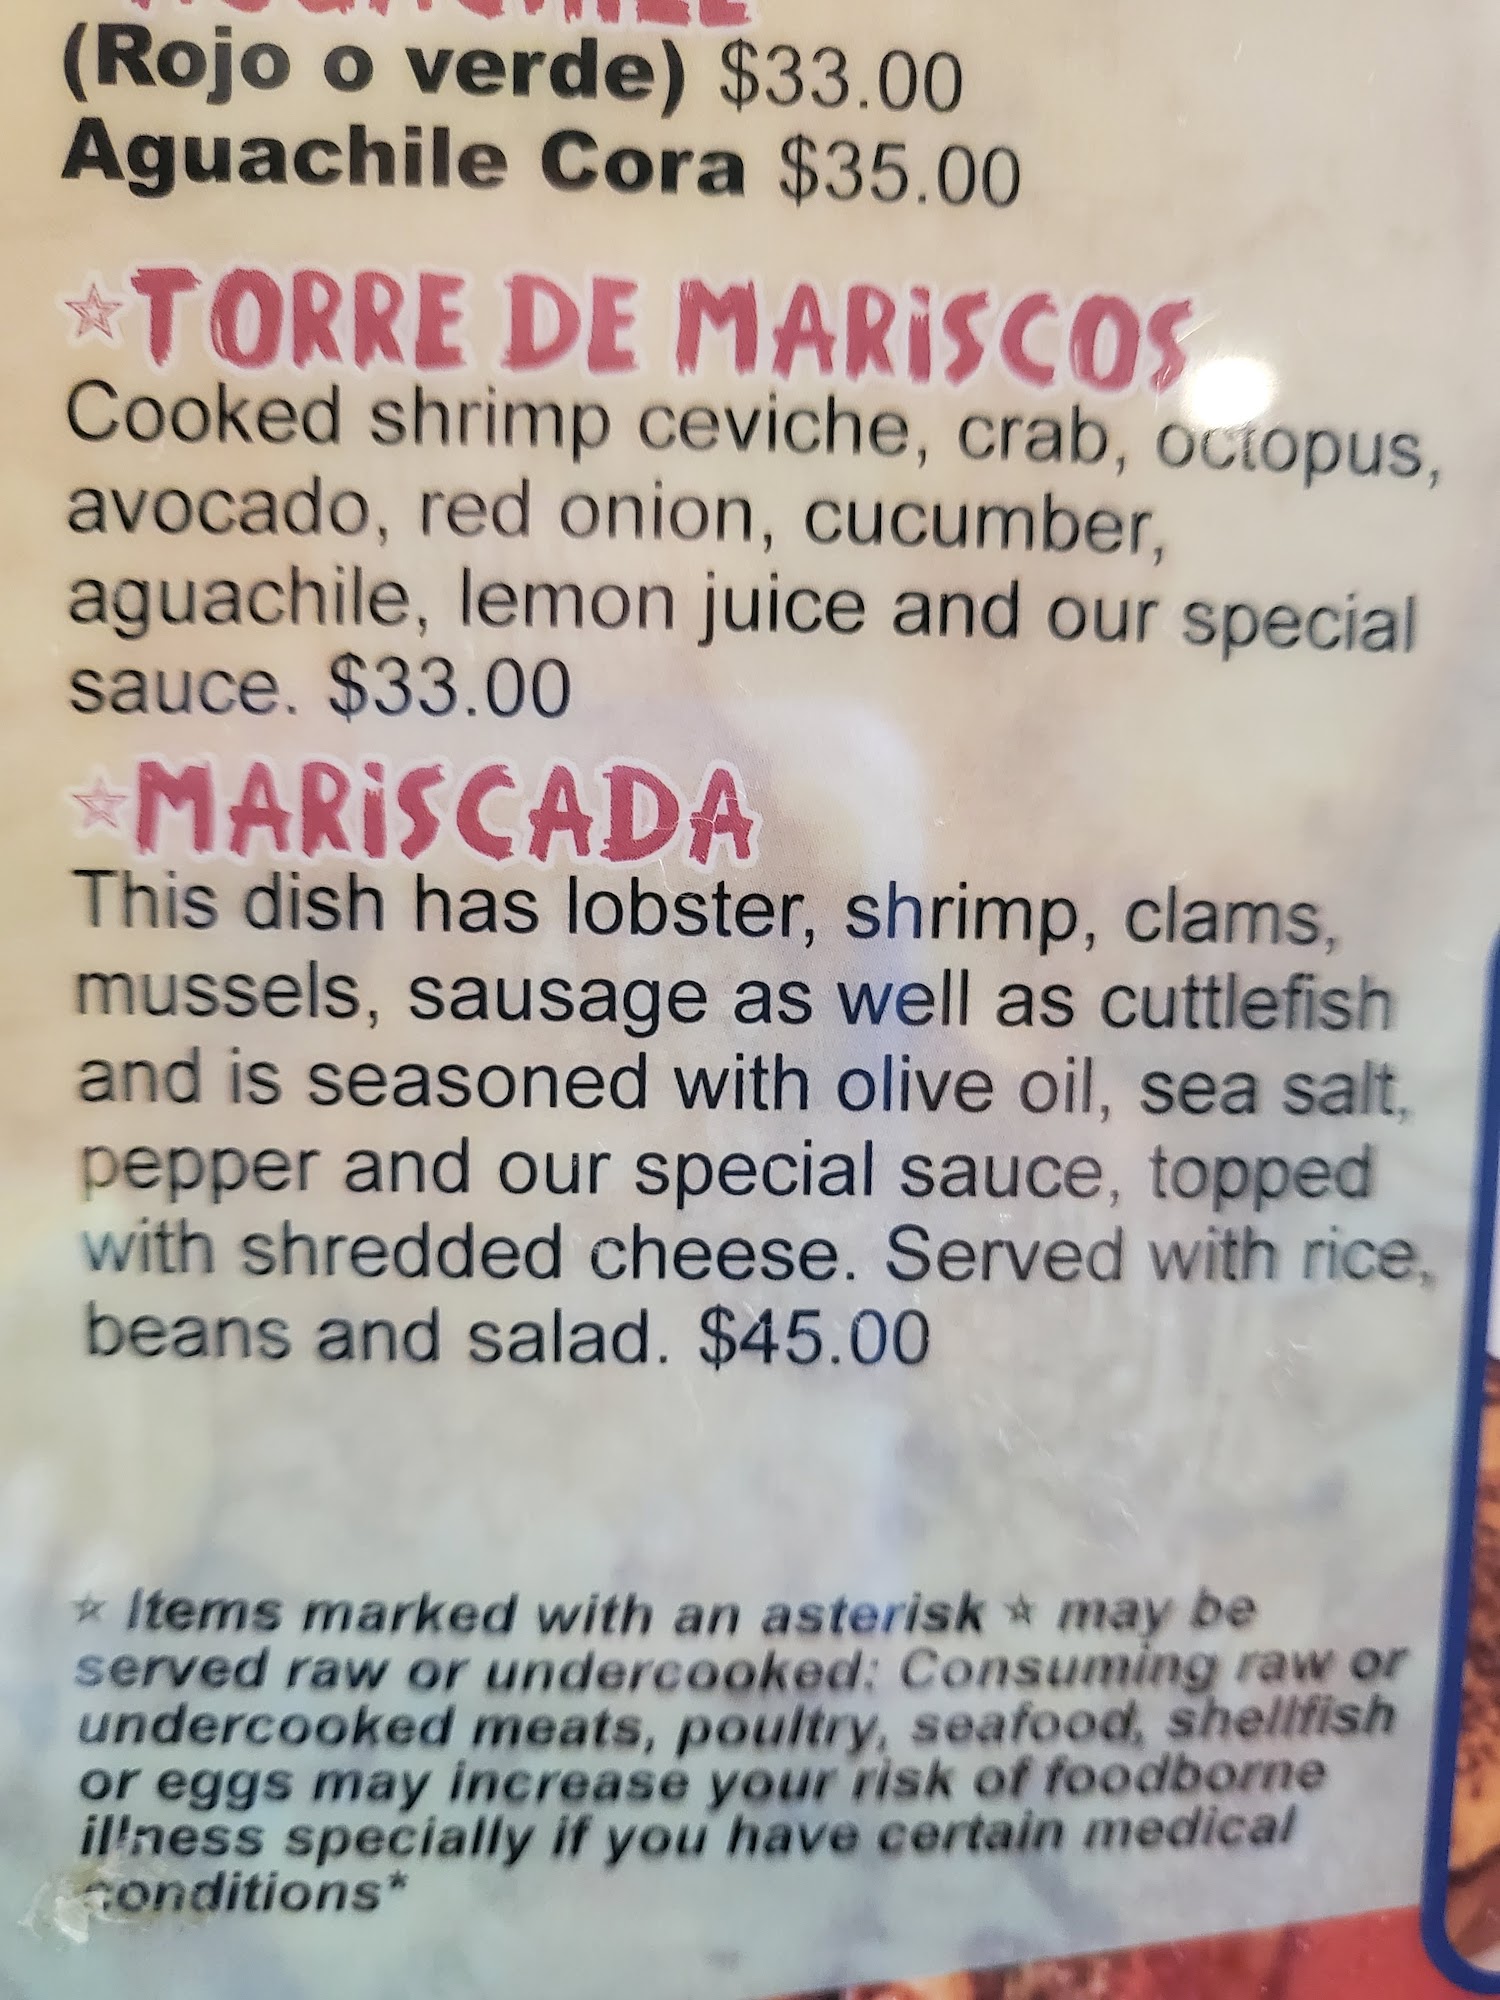 (Rojo o verde) $33.00
Aguachile Cora $35.00
☆TORRE DE MARiSCOS
Cooked shrimp ceviche, crab, octopus,
avocado, red onion, cucumber,
aguachile, lemon juice and our special
sauce. $33.00
☆MARiSCADA
This dish has lobster, shrimp, clams,
mussels, sausage as well as cuttlefish
and is seasoned with olive oil, sea salt,
pepper and our special sauce, topped
with shredded cheese. Served with rice,
beans and salad. $45.00
☆ Items marked with an asterisk ☆ may be
served raw or undercooked: Consuming raw or
undercooked meats, poultry, seafood, shellfish
or eggs may increase your risk of foodborne
illness specially if you have certain medical
conditions*